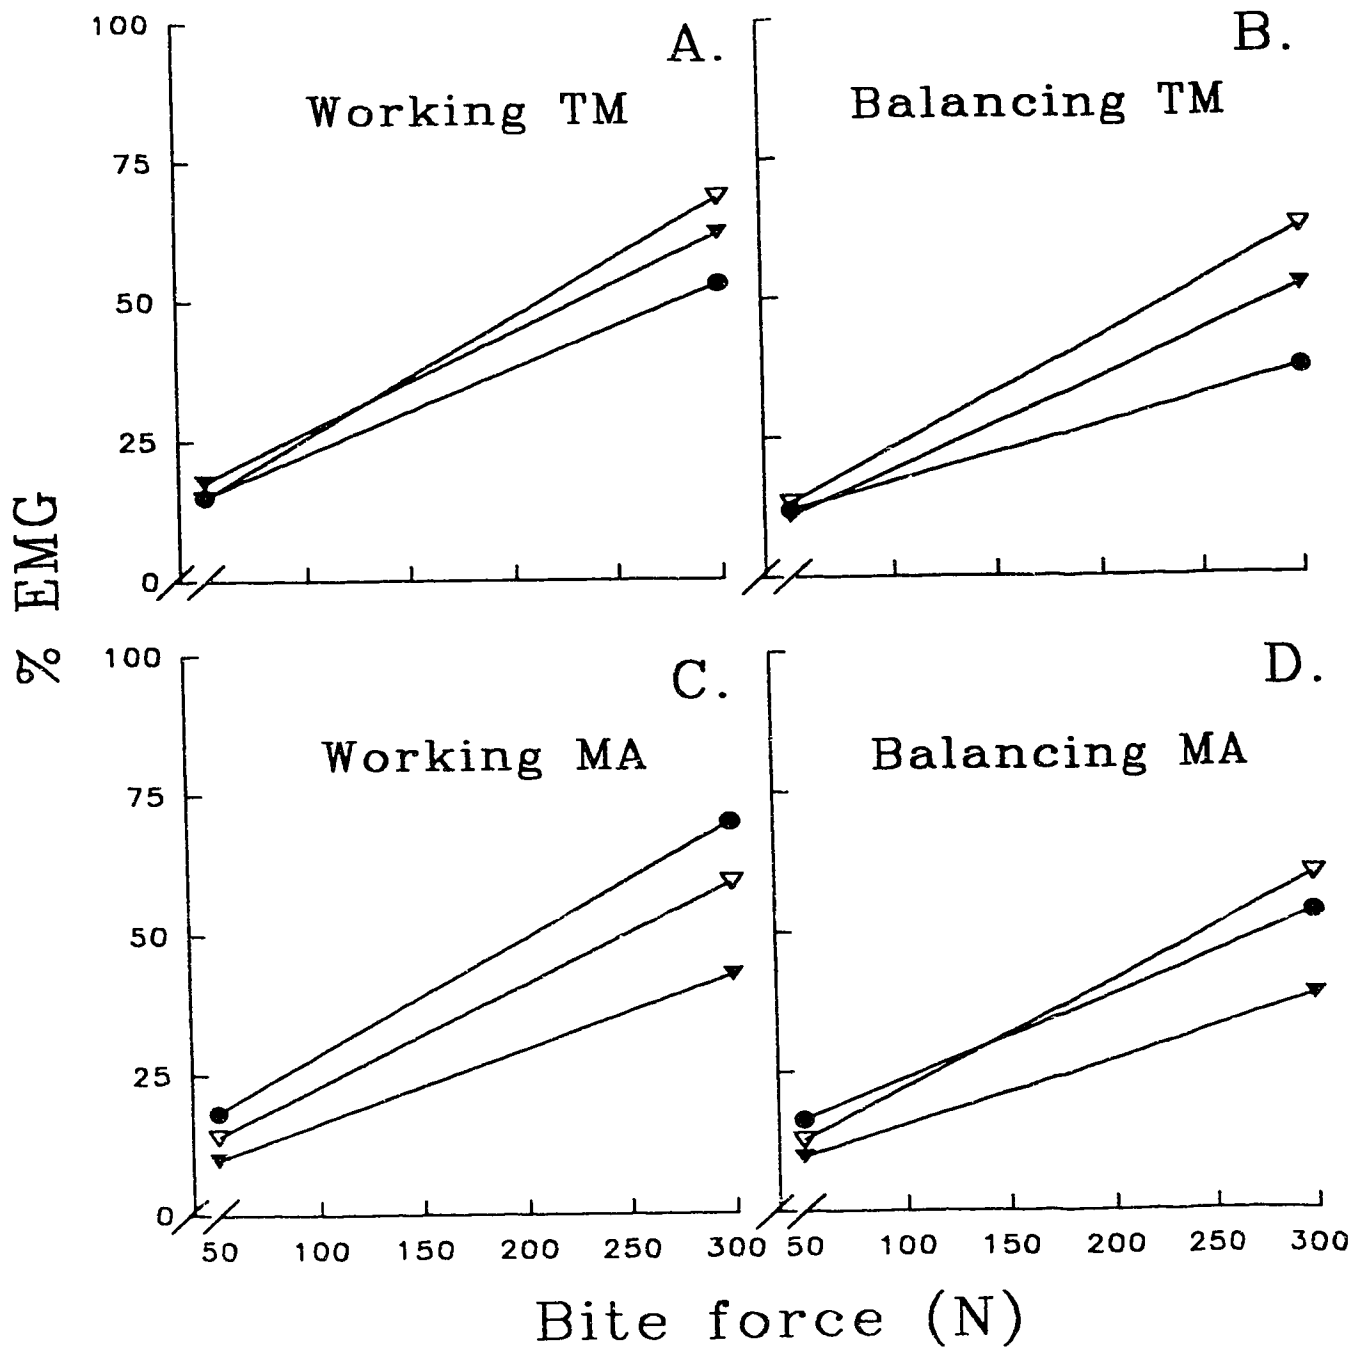 A.
Working TM
B.
Balancing TM
100
75
50
25
0
% EMG
C.
Working MA
D.
Balancing MA
100
75
50
25
0
50 100 150 200 250 300
50 100 150 200 250 300
Bite force (N)